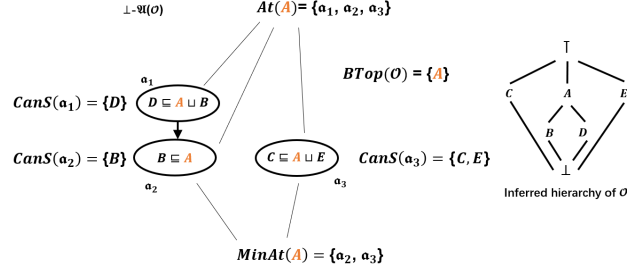 ⊥-𝔄(𝒪)
At(A)= {𝖆₁, 𝖆₂, 𝖆₃}
BTop(𝒪) = {A}
𝖆₁
CanS(𝖆₁) = {D}
D ⊑ A ⊔ B
CanS(𝖆₂) = {B}
B ⊑ A
𝖆₂
C ⊑ A ⊔ E
𝖆₃
CanS(𝖆₃) = {C, E}
MinAt(A) = {𝖆₂, 𝖆₃}
⊤
C A E
B D
⊥
Inferred hierarchy of 𝒪